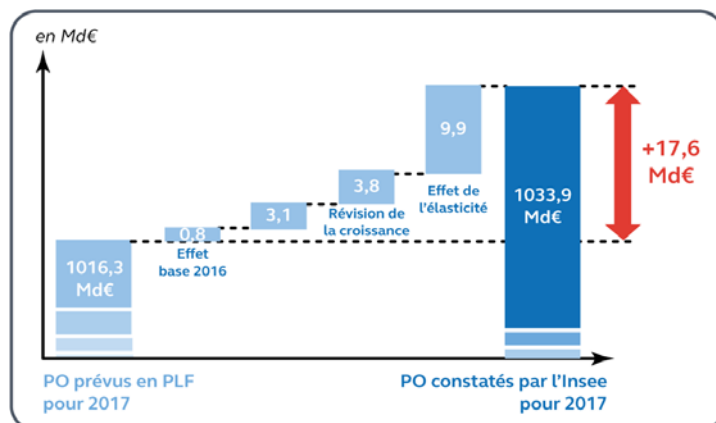 en Md€
9,9
+17,6
Md€
3,8
Effet de
l'élasticité
1033,9
Md€
3,1
Révision de
la croissance
0,8
Effet
base 2016
1016,3
Md€
PO prévus en PLF
pour 2017
PO constatés par l'Insee
pour 2017